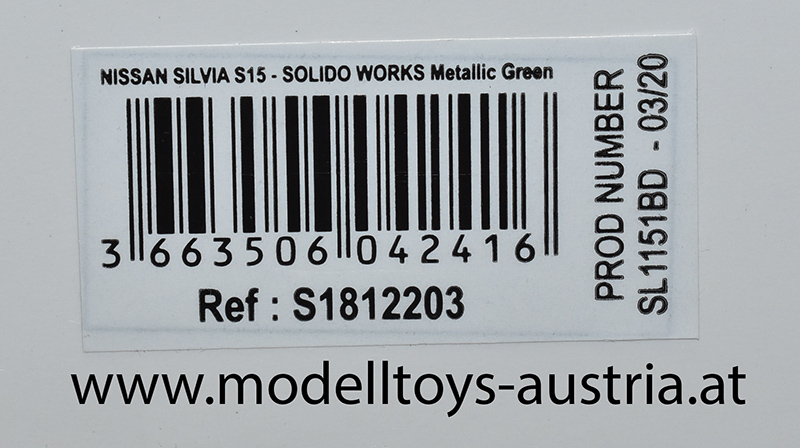 NISSAN SILVIA S15 - SOLIDO WORKS Metallic Green
3 663506 042416
Ref : S1812203
PROD NUMBER
SL1151BD - 03/20
www.modelltoys-austria.at